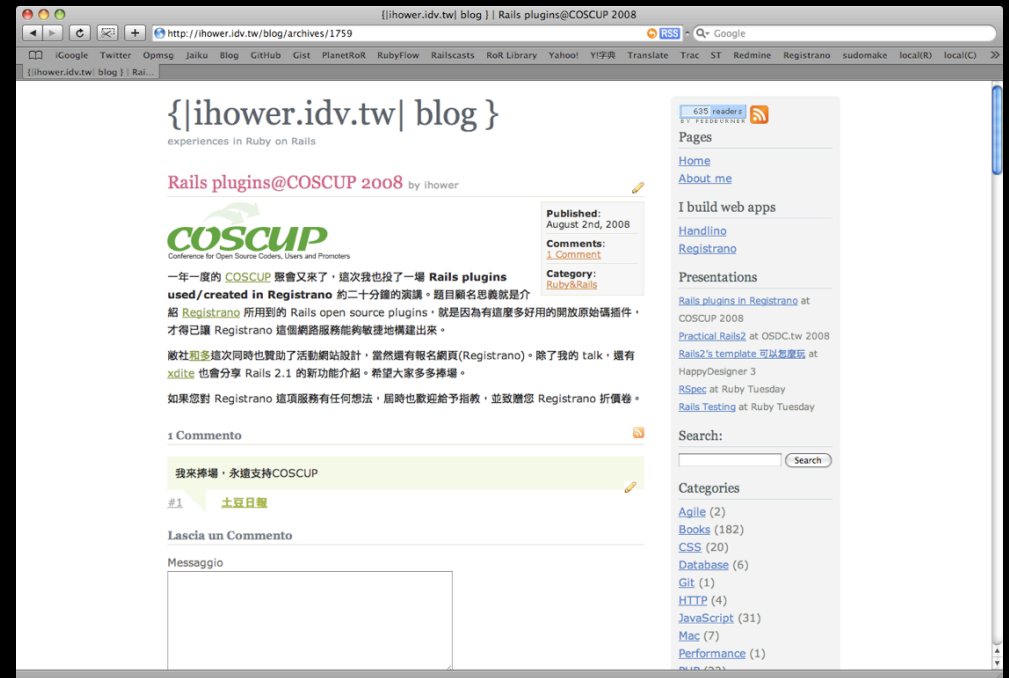 {|ihower.idv.tw| blog } | Rails plugins@COSCUP 2008
http://ihower.idv.tw/blog/archives/1759
RSS
Google
iGoogle Twitter Opmsg Jaiku Blog GitHub Gist PlanetRoR RubyFlow Railscasts RoR Library Yahoo! Y!字典 Translate Trac ST Redmine Registrano sudomake local(R) local(C)
{|ihower.idv.tw| blog } | Rai...
{|ihower.idv.tw| blog }
experiences in Ruby on Rails
Rails plugins@COSCUP 2008 by ihower
COSCUP
Conference for Open Source Coders, Users and Promoters
Published:
August 2nd, 2008
Comments:
1 Comment
Category:
Ruby&Rails
一年一度的 COSCUP 聚會又來了，這次我也投了一場 Rails plugins
used/created in Registrano 約二十分鐘的演講。題目顧名思義就是介
紹 Registrano 所用到的 Rails open source plugins，就是因為有這麼多好用的開放原始碼插件，
才得已讓 Registrano 這個網路服務能夠敏捷地構建出來。
敝社和多這次同時也贊助了活動網站設計，當然還有報名網頁(Registrano)。除了我的 talk，還有
xdite 也會分享 Rails 2.1 的新功能介紹。希望大家多多捧場。
如果您對 Registrano 這項服務有任何想法，屆時也歡迎給予指教，並致贈您 Registrano 折價卷。
1 Commento
我來捧場，永遠支持COSCUP
#1 土豆日報
Lascia un Commento
Messaggio
635 readers
BY FEEDBURNER
Pages
Home
About me
I build web apps
Handlino
Registrano
Presentations
Rails plugins in Registrano at
COSCUP 2008
Practical Rails2 at OSDC.tw 2008
Rails2's template 可以怎麼玩 at
HappyDesigner 3
RSpec at Ruby Tuesday
Rails Testing at Ruby Tuesday
Search:
Search
Categories
Agile (2)
Books (182)
CSS (20)
Database (6)
Git (1)
HTTP (4)
JavaScript (31)
Mac (7)
Performance (1)